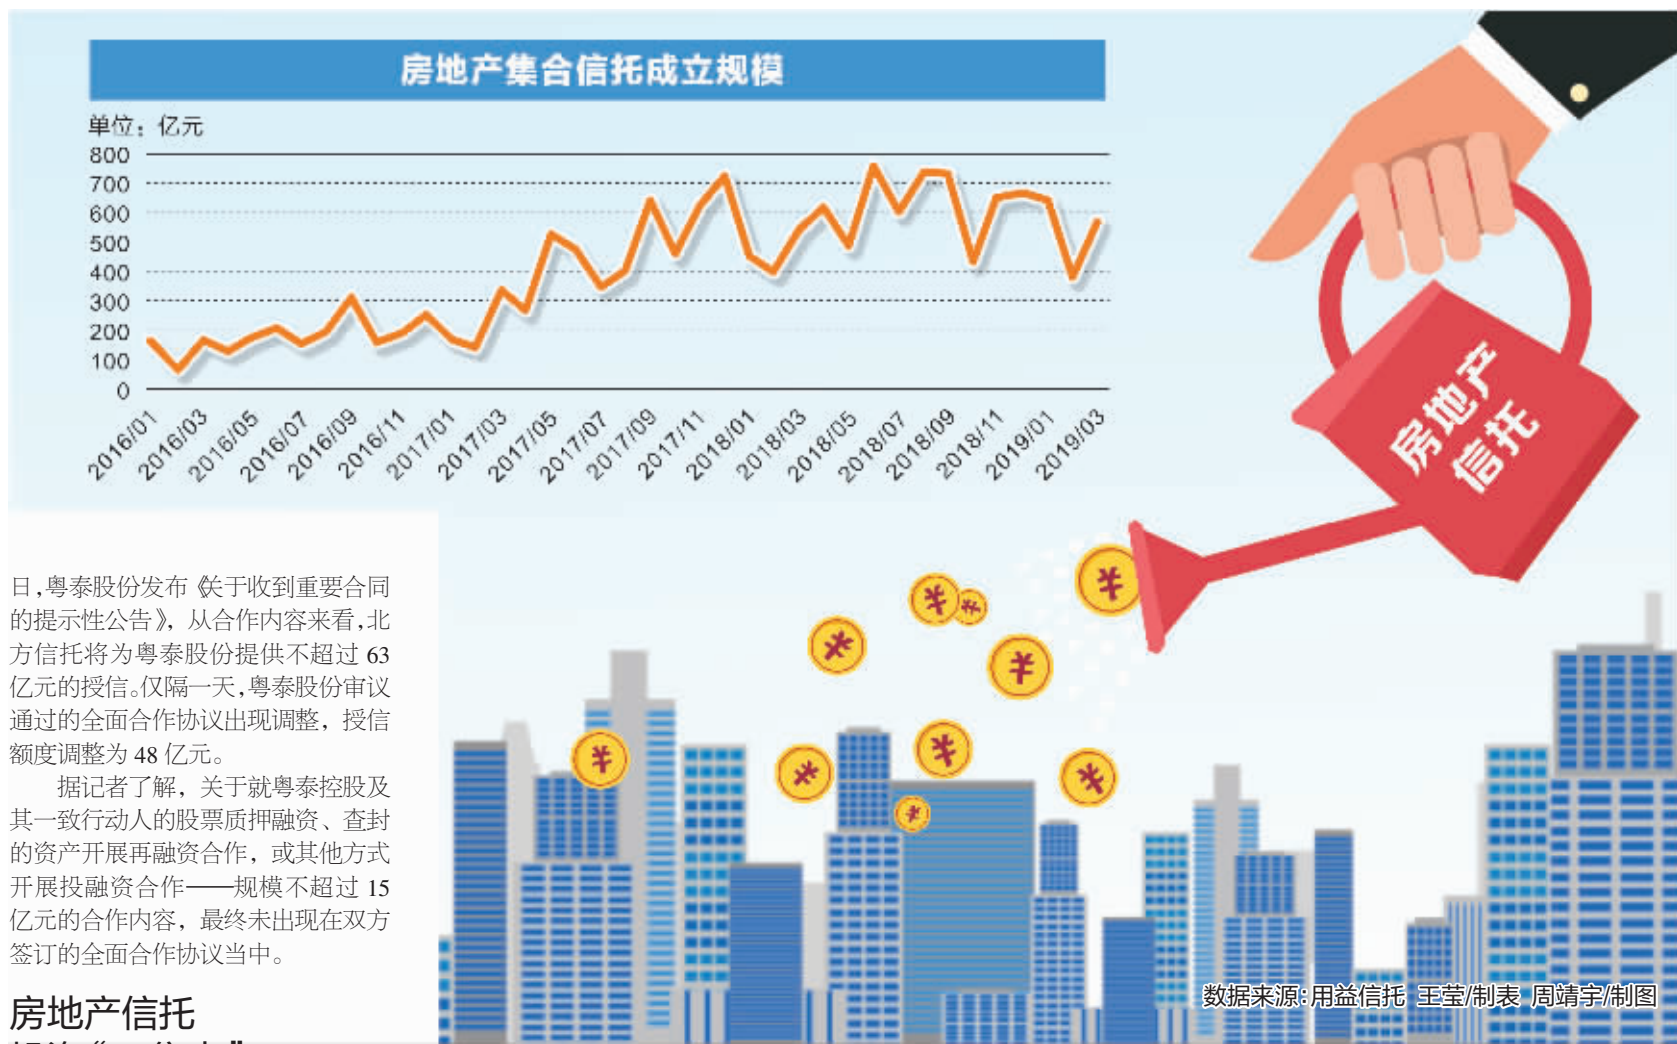 房地产集合信托成立规模
单位：亿元
800
700
600
500
400
300
200
100
0
2016/01
2016/03
2016/05
2016/07
2016/09
2016/11
2017/01
2017/03
2017/05
2017/07
2017/09
2017/11
2018/01
2018/03
2018/05
2018/07
2018/09
2018/11
2019/01
2019/03
房地产
信托
日，粤泰股份发布《关于收到重要合同
的提示性公告》，从合作内容来看，北
方信托将为粤泰股份提供不超过 63
亿元的授信。仅隔一天，粤泰股份审议
通过的全面合作协议出现调整，授信
额度调整为 48 亿元。
据记者了解，关于就粤泰控股及
其一致行动人的股票质押融资、查封
的资产开展再融资合作，或其他方式
开展投融资合作——规模不超过 15
亿元的合作内容，最终未出现在双方
签订的全面合作协议当中。
房地产信托
数据来源：用益信托 王莹/制表 周靖宇/制图